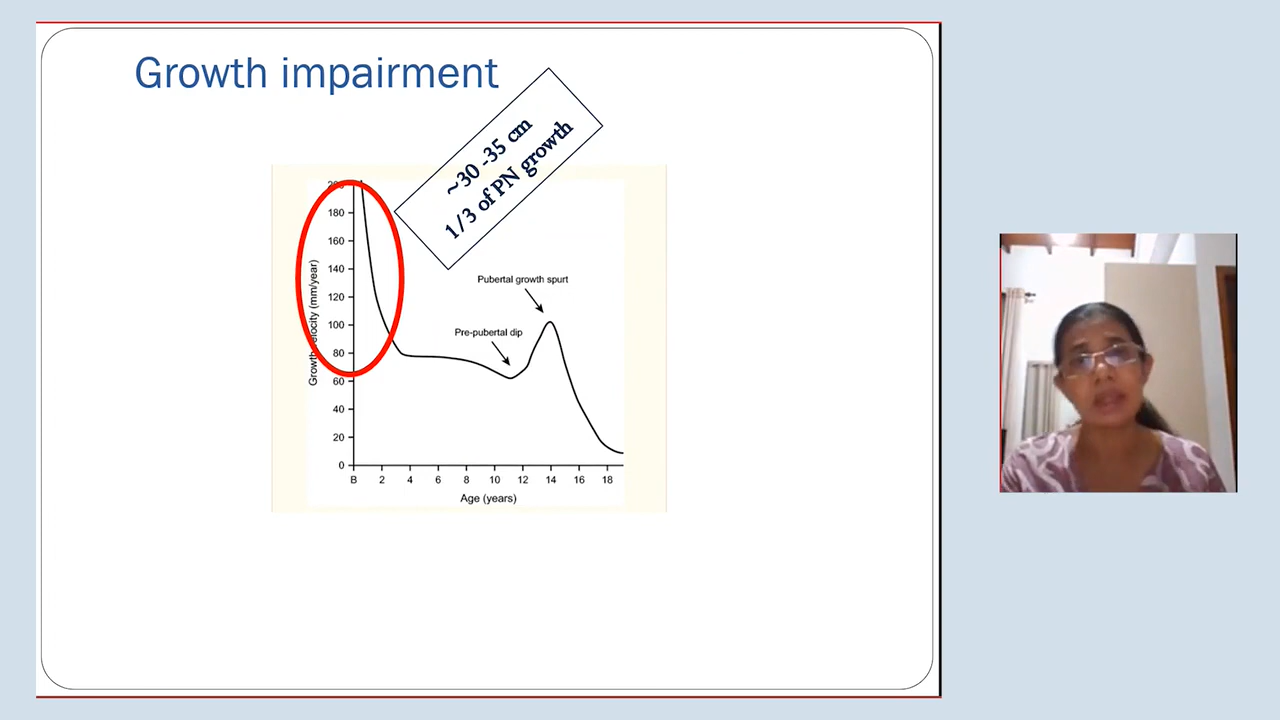 Growth impairment
~30 -35 cm
1/3 of PN growth
200
180
160
140
120
100
80
60
40
20
0
Growth velocity (mm/year)
Pubertal growth spurt
Pre-pubertal dip
B 2 4 6 8 10 12 14 16 18
Age (years)